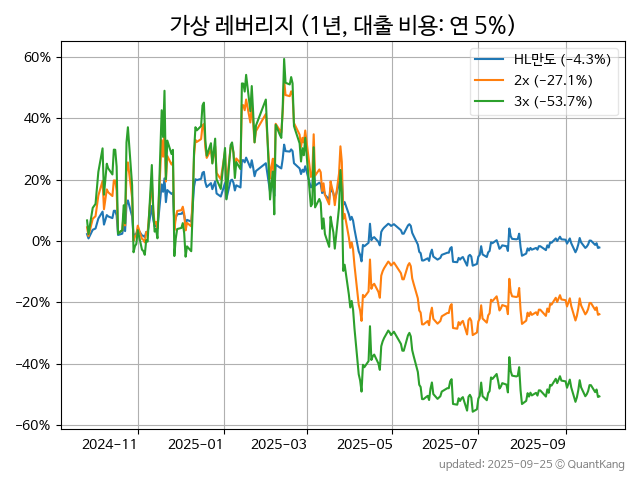 가상 레버리지 (1년, 대출 비용: 연 5%)
HL만도 (−4.3%)
2x (−27.1%)
3x (−53.7%)
60%
40%
20%
0%
−20%
−40%
−60%
2024-11
2025-01
2025-03
2025-05
2025-07
2025-09
updated: 2025-09-25 © QuantKang